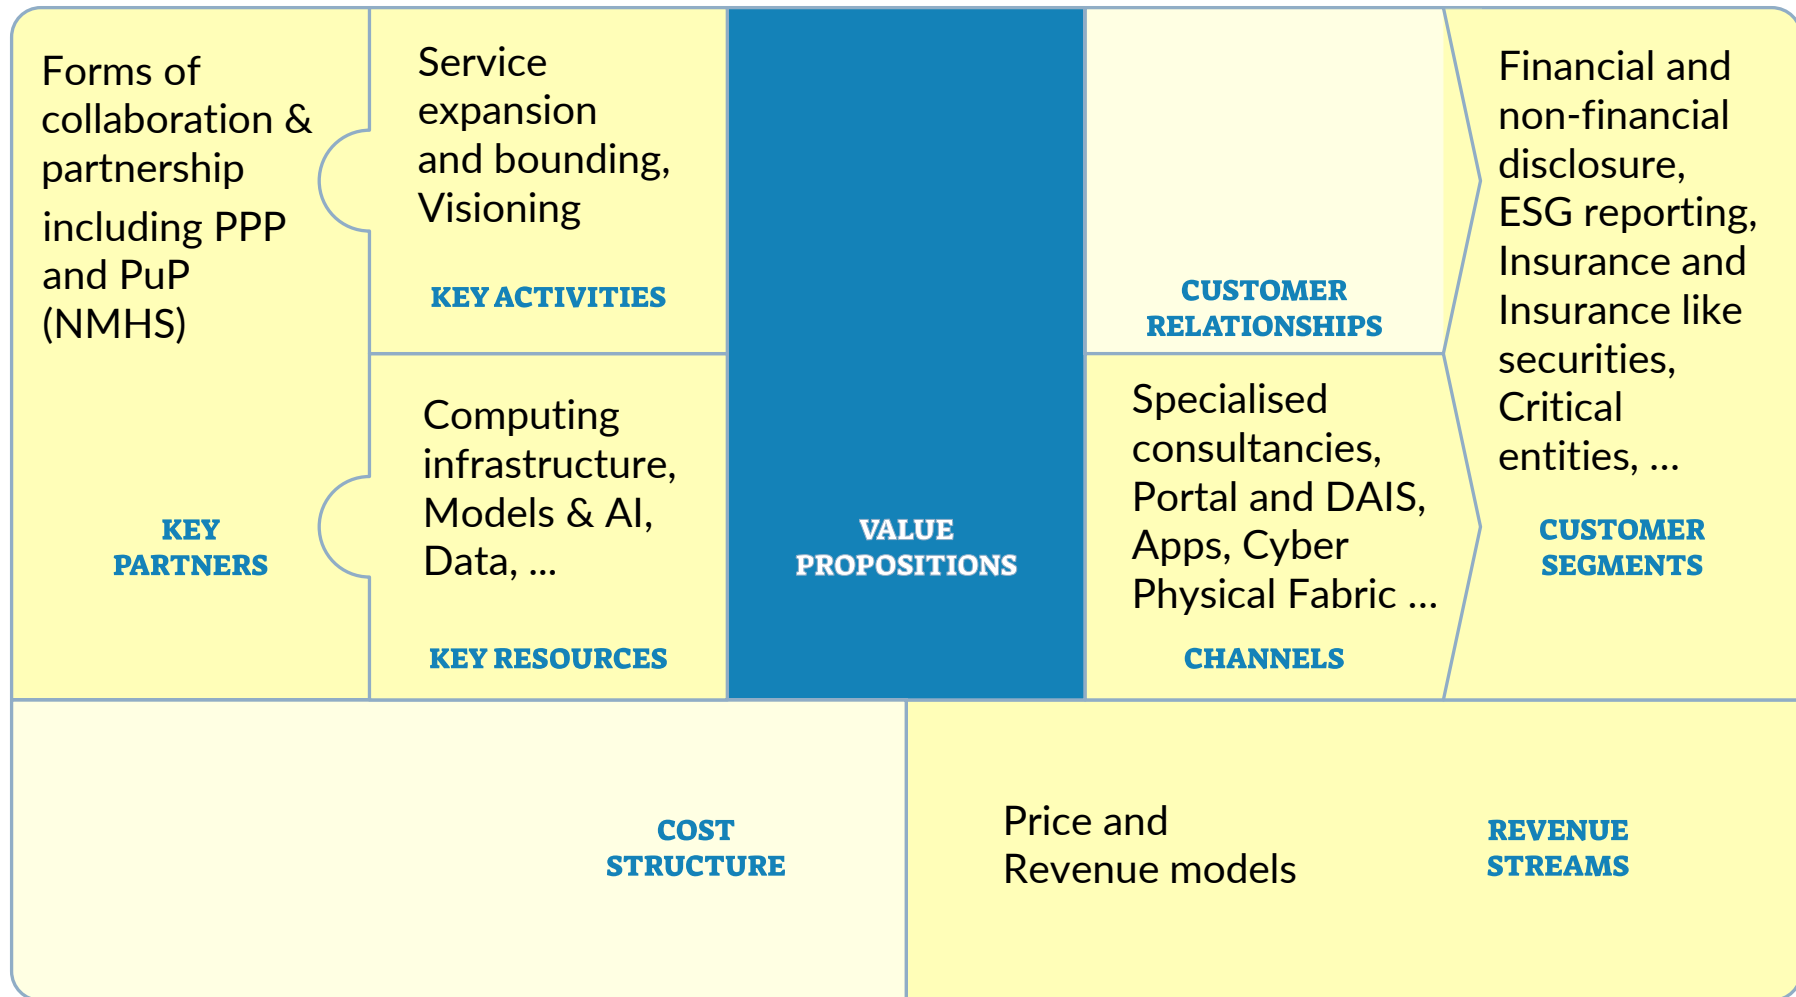 Forms of
collaboration &
partnership
including PPP
and PuP
(NMHS)
KEY
PARTNERS
Service
expansion
and bounding,
Visioning
KEY ACTIVITIES
Computing
infrastructure,
Models & AI,
Data, ...
KEY RESOURCES
VALUE
PROPOSITIONS
CUSTOMER
RELATIONSHIPS
Specialised
consultancies,
Portal and DAIS,
Apps, Cyber
Physical Fabric ...
CHANNELS
Financial and
non-financial
disclosure,
ESG reporting,
Insurance and
Insurance like
securities,
Critical
entities, ...
CUSTOMER
SEGMENTS
COST
STRUCTURE
Price and
Revenue models
REVENUE
STREAMS